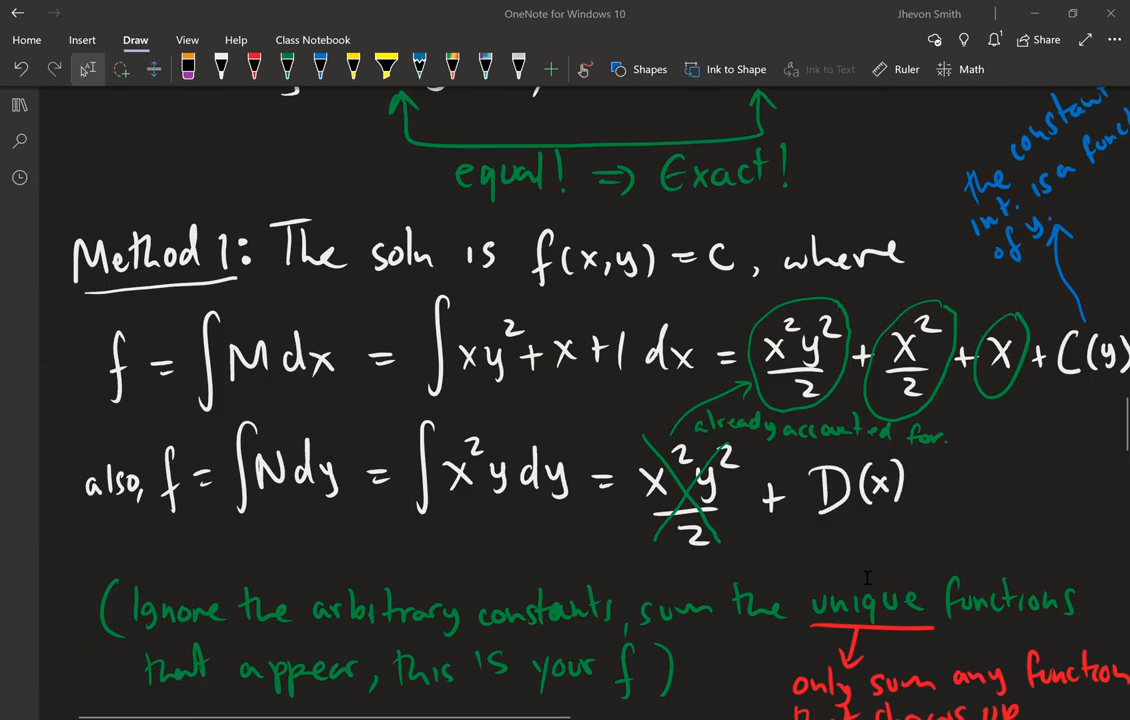 OneNote for Windows 10
Jhevon Smith
Home Insert Draw View Help Class Notebook
Share
Shapes
Ink to Shape
Ink to Text
Ruler
Math
equal! ⇒ Exact!
the constant
int. is a func
of y.
Method 1: The soln is f(x,y) = C, where
f = ∫M dx = ∫xy² + x + 1 dx = x²y²/2 + x²/2 + x + C(y)
already accounted for.
also, f = ∫N dy = ∫x²y dy = x²y²/2 + D(x)
(Ignore the arbitrary constants, sum the unique functions
that appear, this is your f)
only sum any function